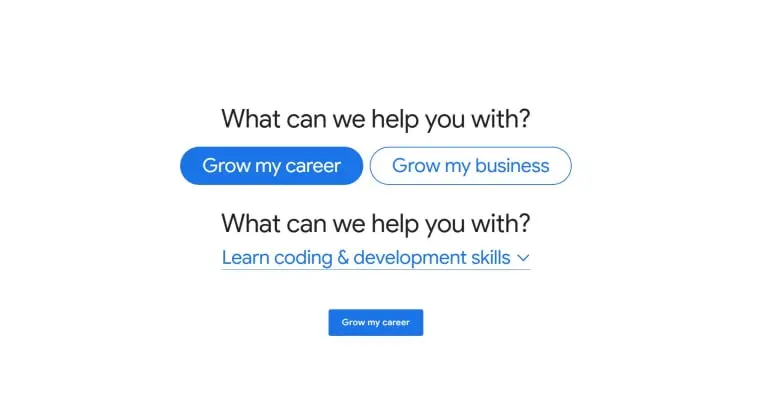 What can we help you with?
Grow my career Grow my business
What can we help you with?
Learn coding & development skills
Grow my career